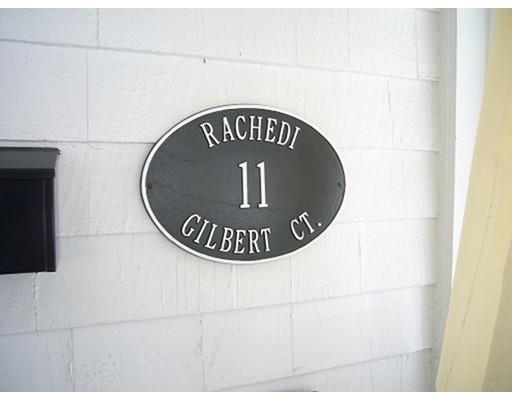 RACHEDI
11
GILBERT CT.